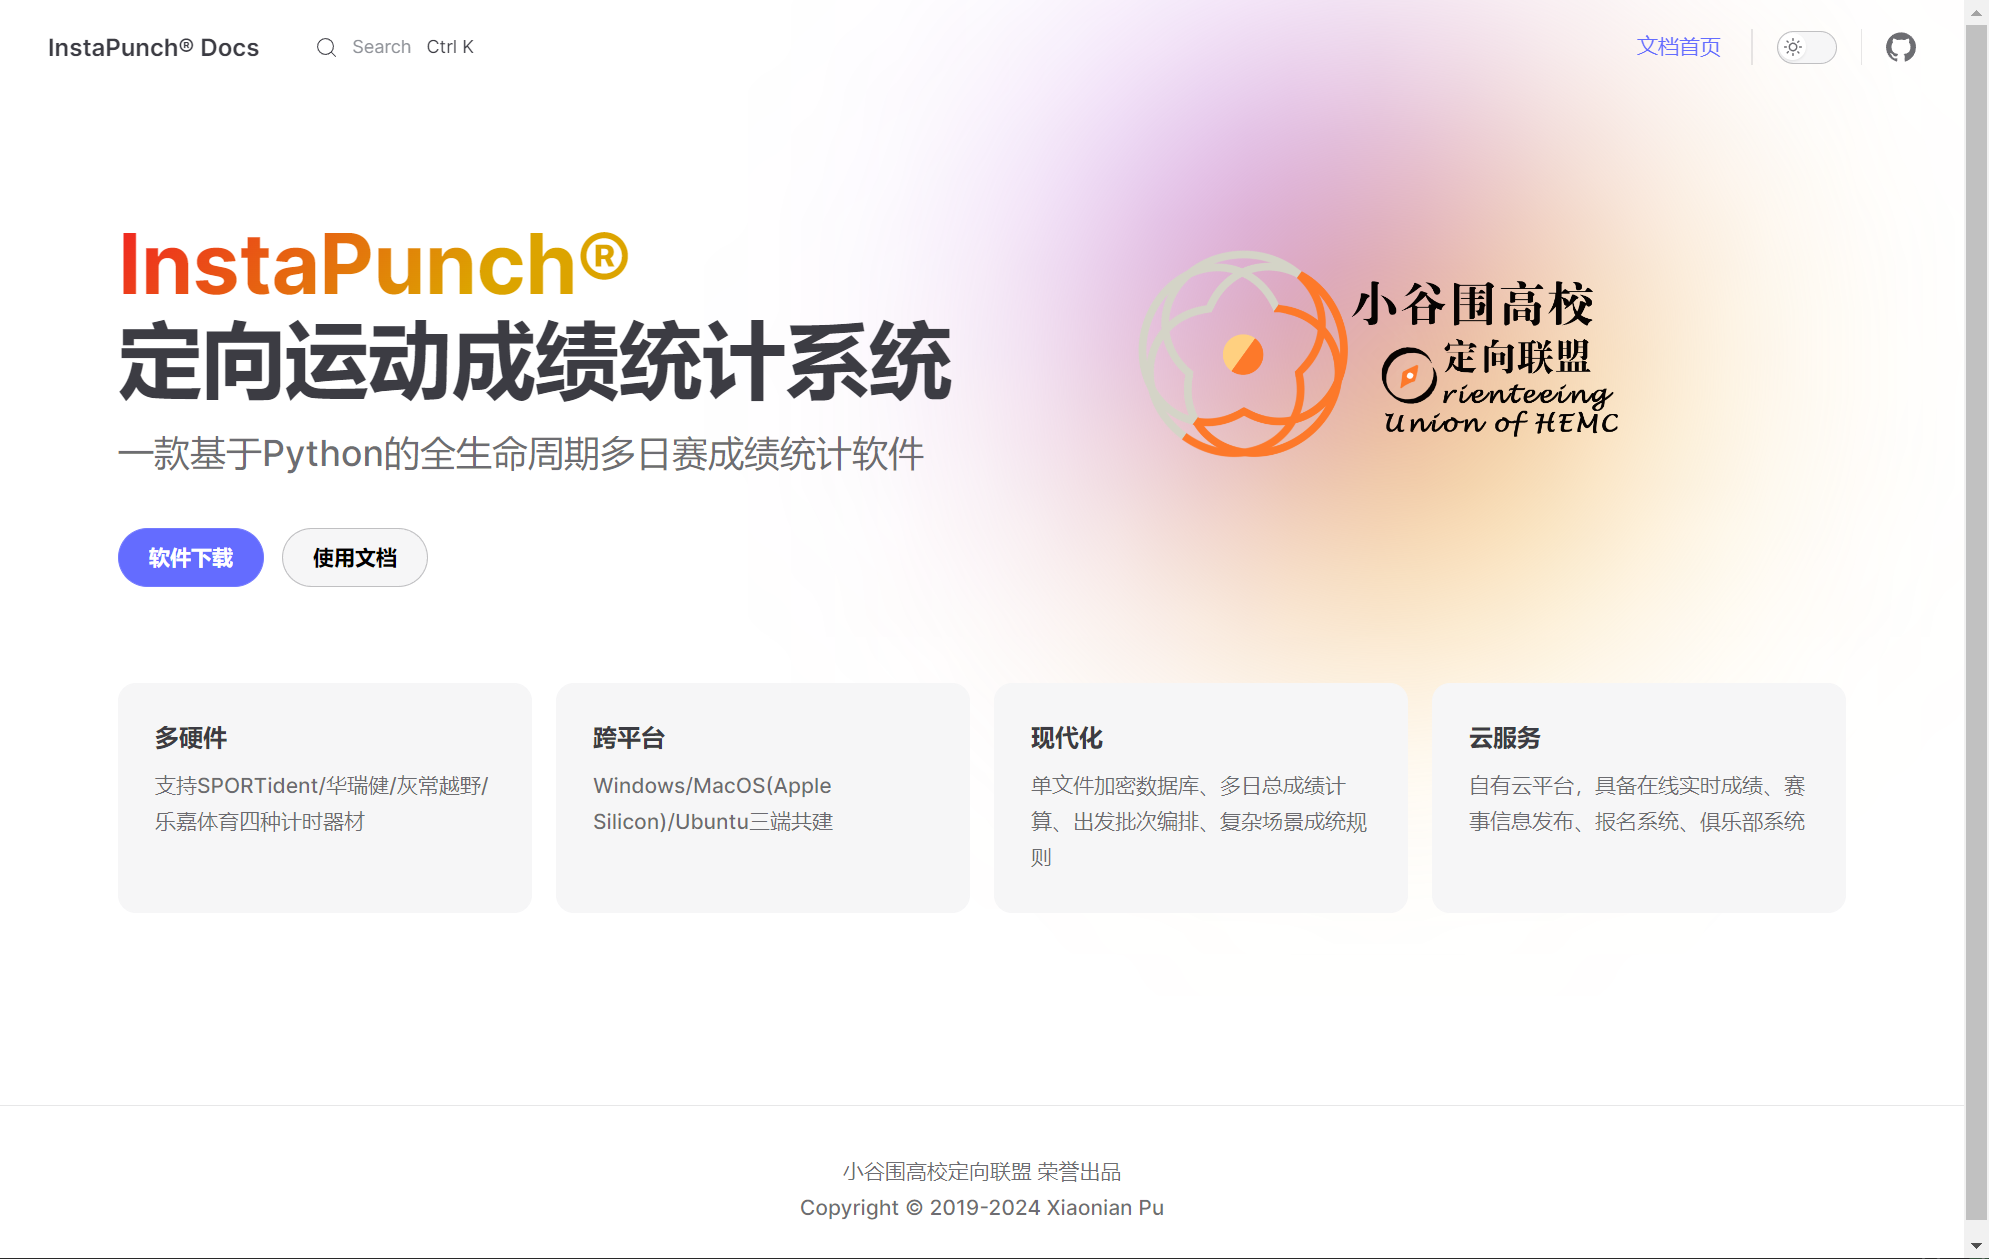 InstaPunch® Docs
Search Ctrl K
文档首页
InstaPunch®
定向运动成绩统计系统
一款基于Python的全生命周期多日赛成绩统计软件
软件下载
使用文档
小谷围高校
定向联盟
rienteeing
Union of HEMC
多硬件
支持SPORTident/华瑞健/灰常越野/
乐嘉体育四种计时器材
跨平台
Windows/MacOS(Apple
Silicon)/Ubuntu三端共建
现代化
单文件加密数据库、多日总成绩计
算、出发批次编排、复杂场景成统规
则
云服务
自有云平台，具备在线实时成绩、赛
事信息发布、报名系统、俱乐部系统
小谷围高校定向联盟 荣誉出品
Copyright © 2019-2024 Xiaonian Pu